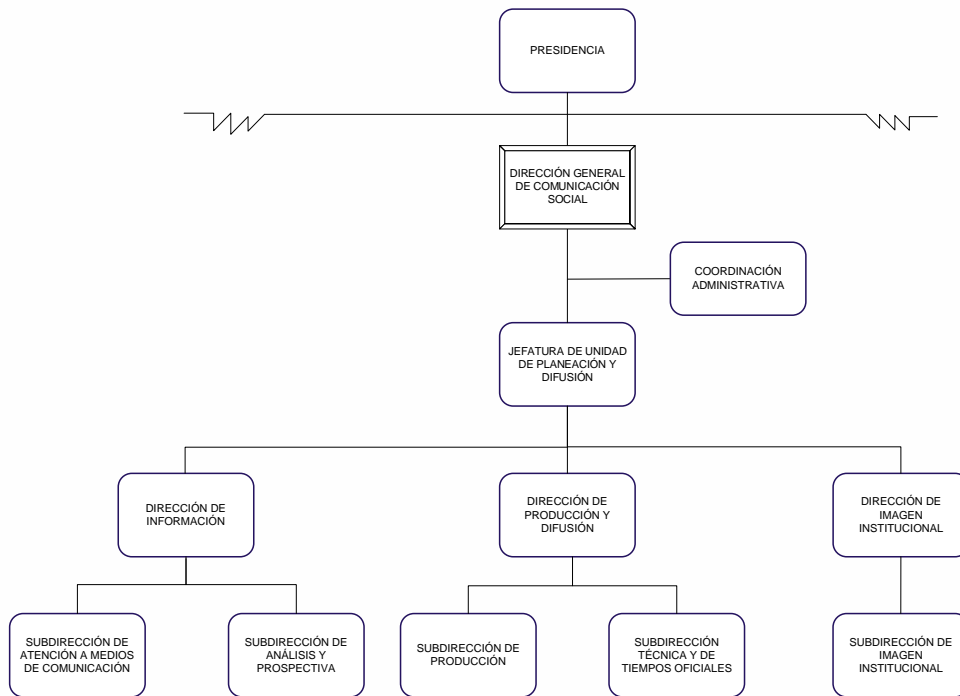 PRESIDENCIA
DIRECCIÓN GENERAL
DE COMUNICACIÓN
SOCIAL
COORDINACIÓN
ADMINISTRATIVA
JEFATURA DE UNIDAD
DE PLANEACIÓN Y
DIFUSIÓN
DIRECCIÓN DE
INFORMACIÓN
DIRECCIÓN DE
PRODUCCIÓN Y
DIFUSIÓN
DIRECCIÓN DE
IMAGEN
INSTITUCIONAL
SUBDIRECCIÓN DE
ATENCIÓN A MEDIOS
DE COMUNICACIÓN
SUBDIRECCIÓN DE
ANÁLISIS Y
PROSPECTIVA
SUBDIRECCIÓN DE
PRODUCCIÓN
SUBDIRECCIÓN
TÉCNICA Y DE
TIEMPOS OFICIALES
SUBDIRECCIÓN DE
IMAGEN
INSTITUCIONAL